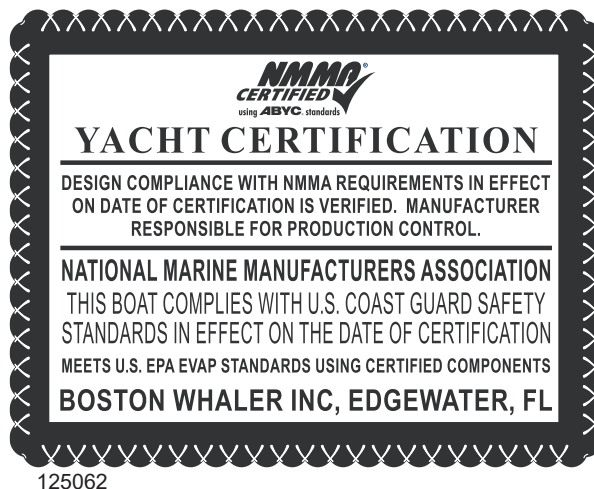 NMMA®
CERTIFIED
using ABYC. standards
YACHT CERTIFICATION
DESIGN COMPLIANCE WITH NMMA REQUIREMENTS IN EFFECT
ON DATE OF CERTIFICATION IS VERIFIED. MANUFACTURER
RESPONSIBLE FOR PRODUCTION CONTROL.
NATIONAL MARINE MANUFACTURERS ASSOCIATION
THIS BOAT COMPLIES WITH U.S. COAST GUARD SAFETY
STANDARDS IN EFFECT ON THE DATE OF CERTIFICATION
MEETS U.S. EPA EVAP STANDARDS USING CERTIFIED COMPONENTS
BOSTON WHALER INC, EDGEWATER, FL
125062